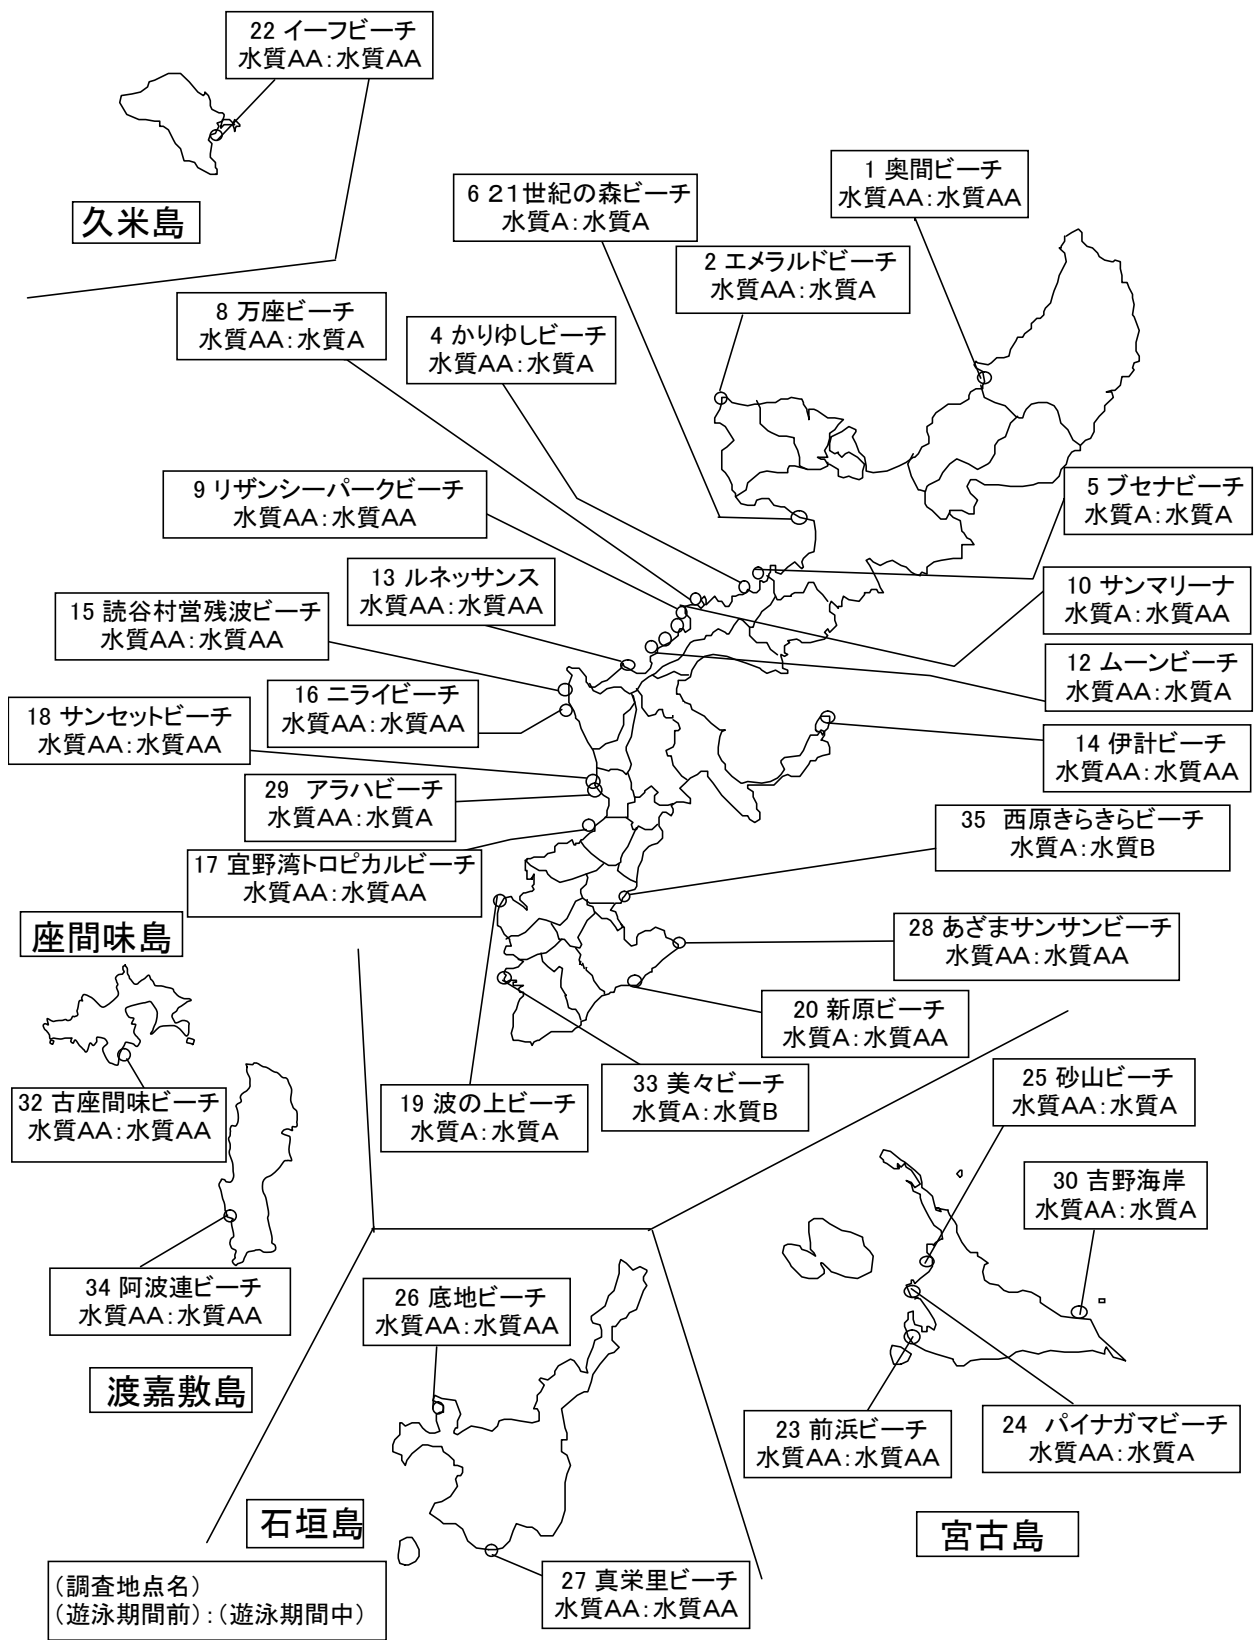 22 イーフビーチ
水質AA：水質AA
久米島
1 奥間ビーチ
水質AA：水質AA
6 21世紀の森ビーチ
水質A：水質A
2 エメラルドビーチ
水質AA：水質A
8 万座ビーチ
水質AA：水質A
4 かりゆしビーチ
水質AA：水質A
9 リザンシーパークビーチ
水質AA：水質AA
5 ブセナビーチ
水質A：水質A
13 ルネッサンス
水質AA：水質AA
10 サンマリーナ
水質A：水質AA
15 読谷村営残波ビーチ
水質AA：水質AA
12 ムーンビーチ
水質AA：水質A
16 ニライビーチ
水質AA：水質AA
18 サンセットビーチ
水質AA：水質AA
14 伊計ビーチ
水質AA：水質AA
29 アラハビーチ
水質AA：水質A
35 西原きらきらビーチ
水質A：水質B
17 宜野湾トロピカルビーチ
水質AA：水質AA
座間味島
28 あざまサンサンビーチ
水質AA：水質AA
20 新原ビーチ
水質A：水質AA
32 古座間味ビーチ
水質AA：水質AA
19 波の上ビーチ
水質A：水質A
33 美々ビーチ
水質A：水質B
25 砂山ビーチ
水質AA：水質A
30 吉野海岸
水質AA：水質A
34 阿波連ビーチ
水質AA：水質AA
渡嘉敷島
26 底地ビーチ
水質AA：水質AA
23 前浜ビーチ
水質AA：水質AA
24 パイナガマビーチ
水質AA：水質A
石垣島
宮古島
27 真栄里ビーチ
水質AA：水質AA
（調査地点名）
（遊泳期間前）：（遊泳期間中）